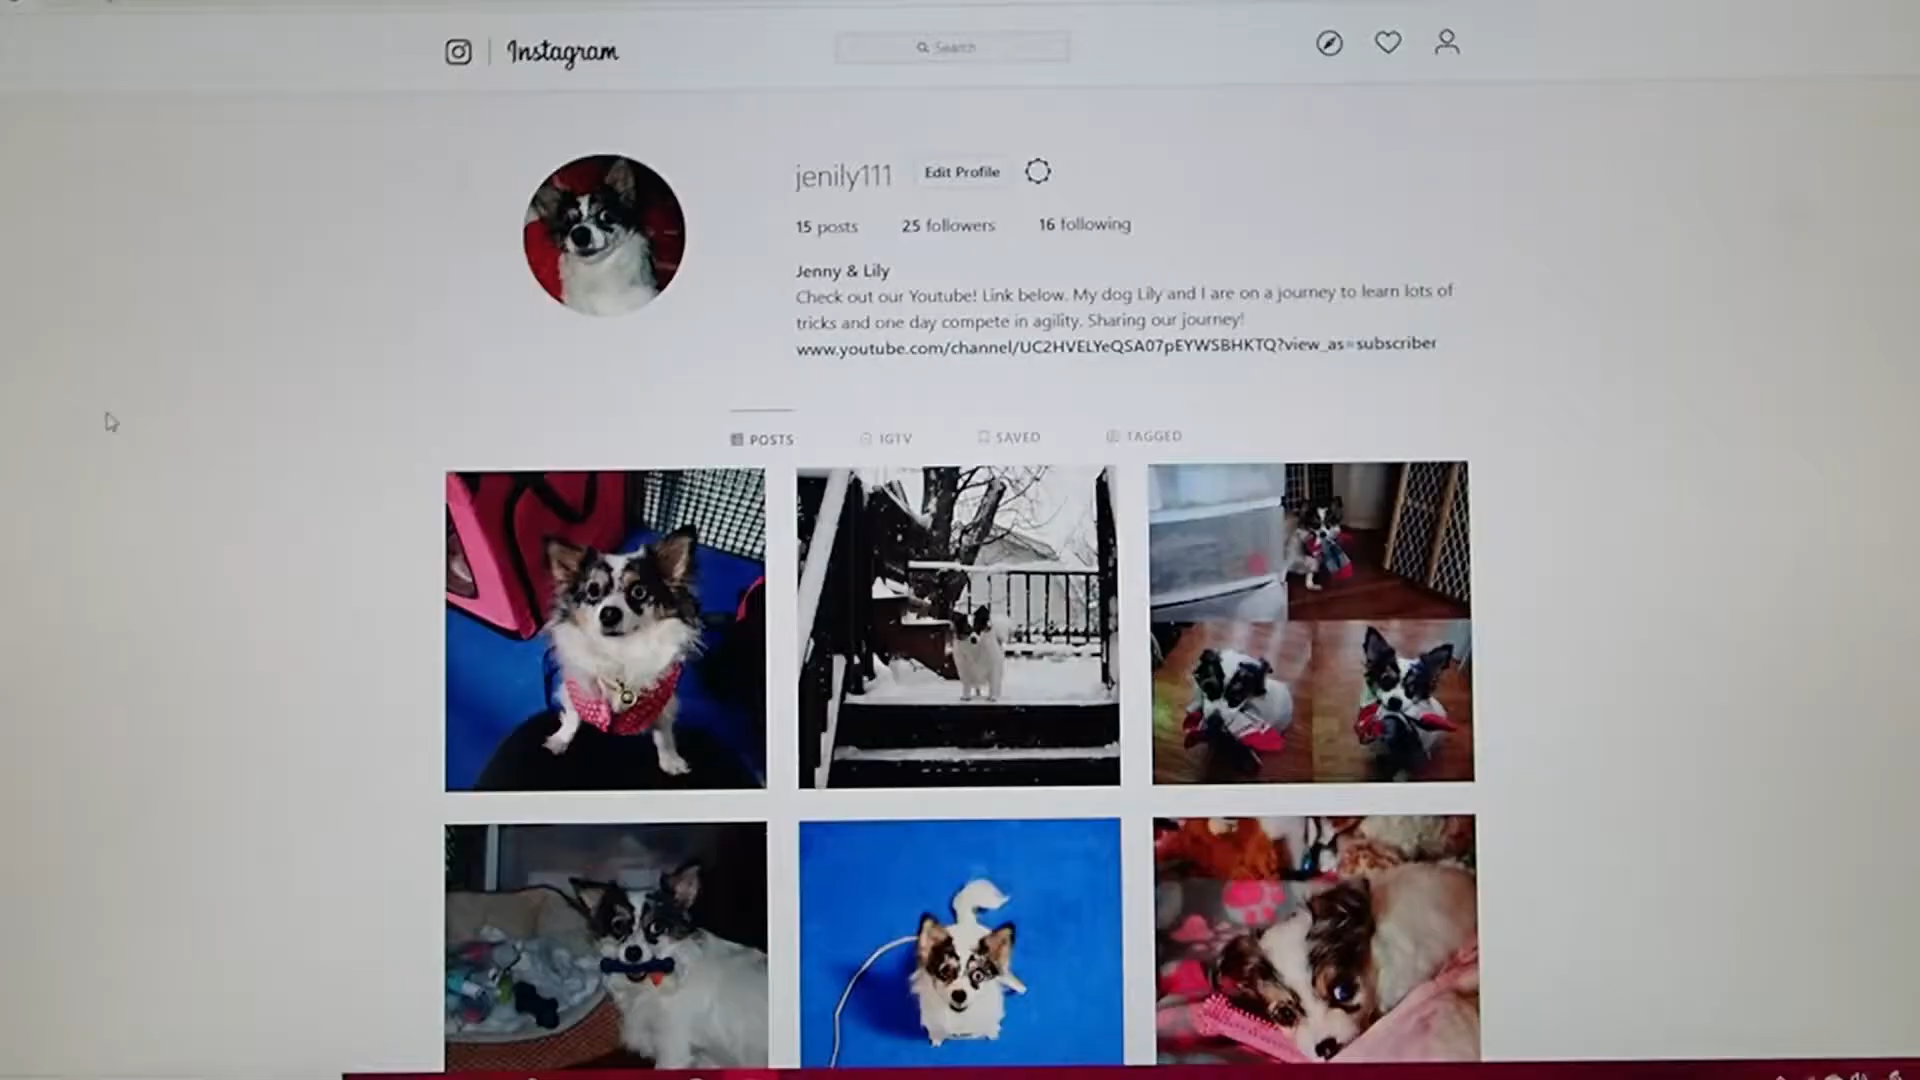 Instagram
Search
jenily111 Edit Profile
15 posts 25 followers 16 following
Jenny & Lily
Check out our Youtube! Link below. My dog Lily and I are on a journey to learn lots of
tricks and one day compete in agility. Sharing our journey!
www.youtube.com/channel/UC2HVELYeQSA07pEYWSBHKTQ?view_as=subscriber
POSTS IGTV SAVED TAGGED